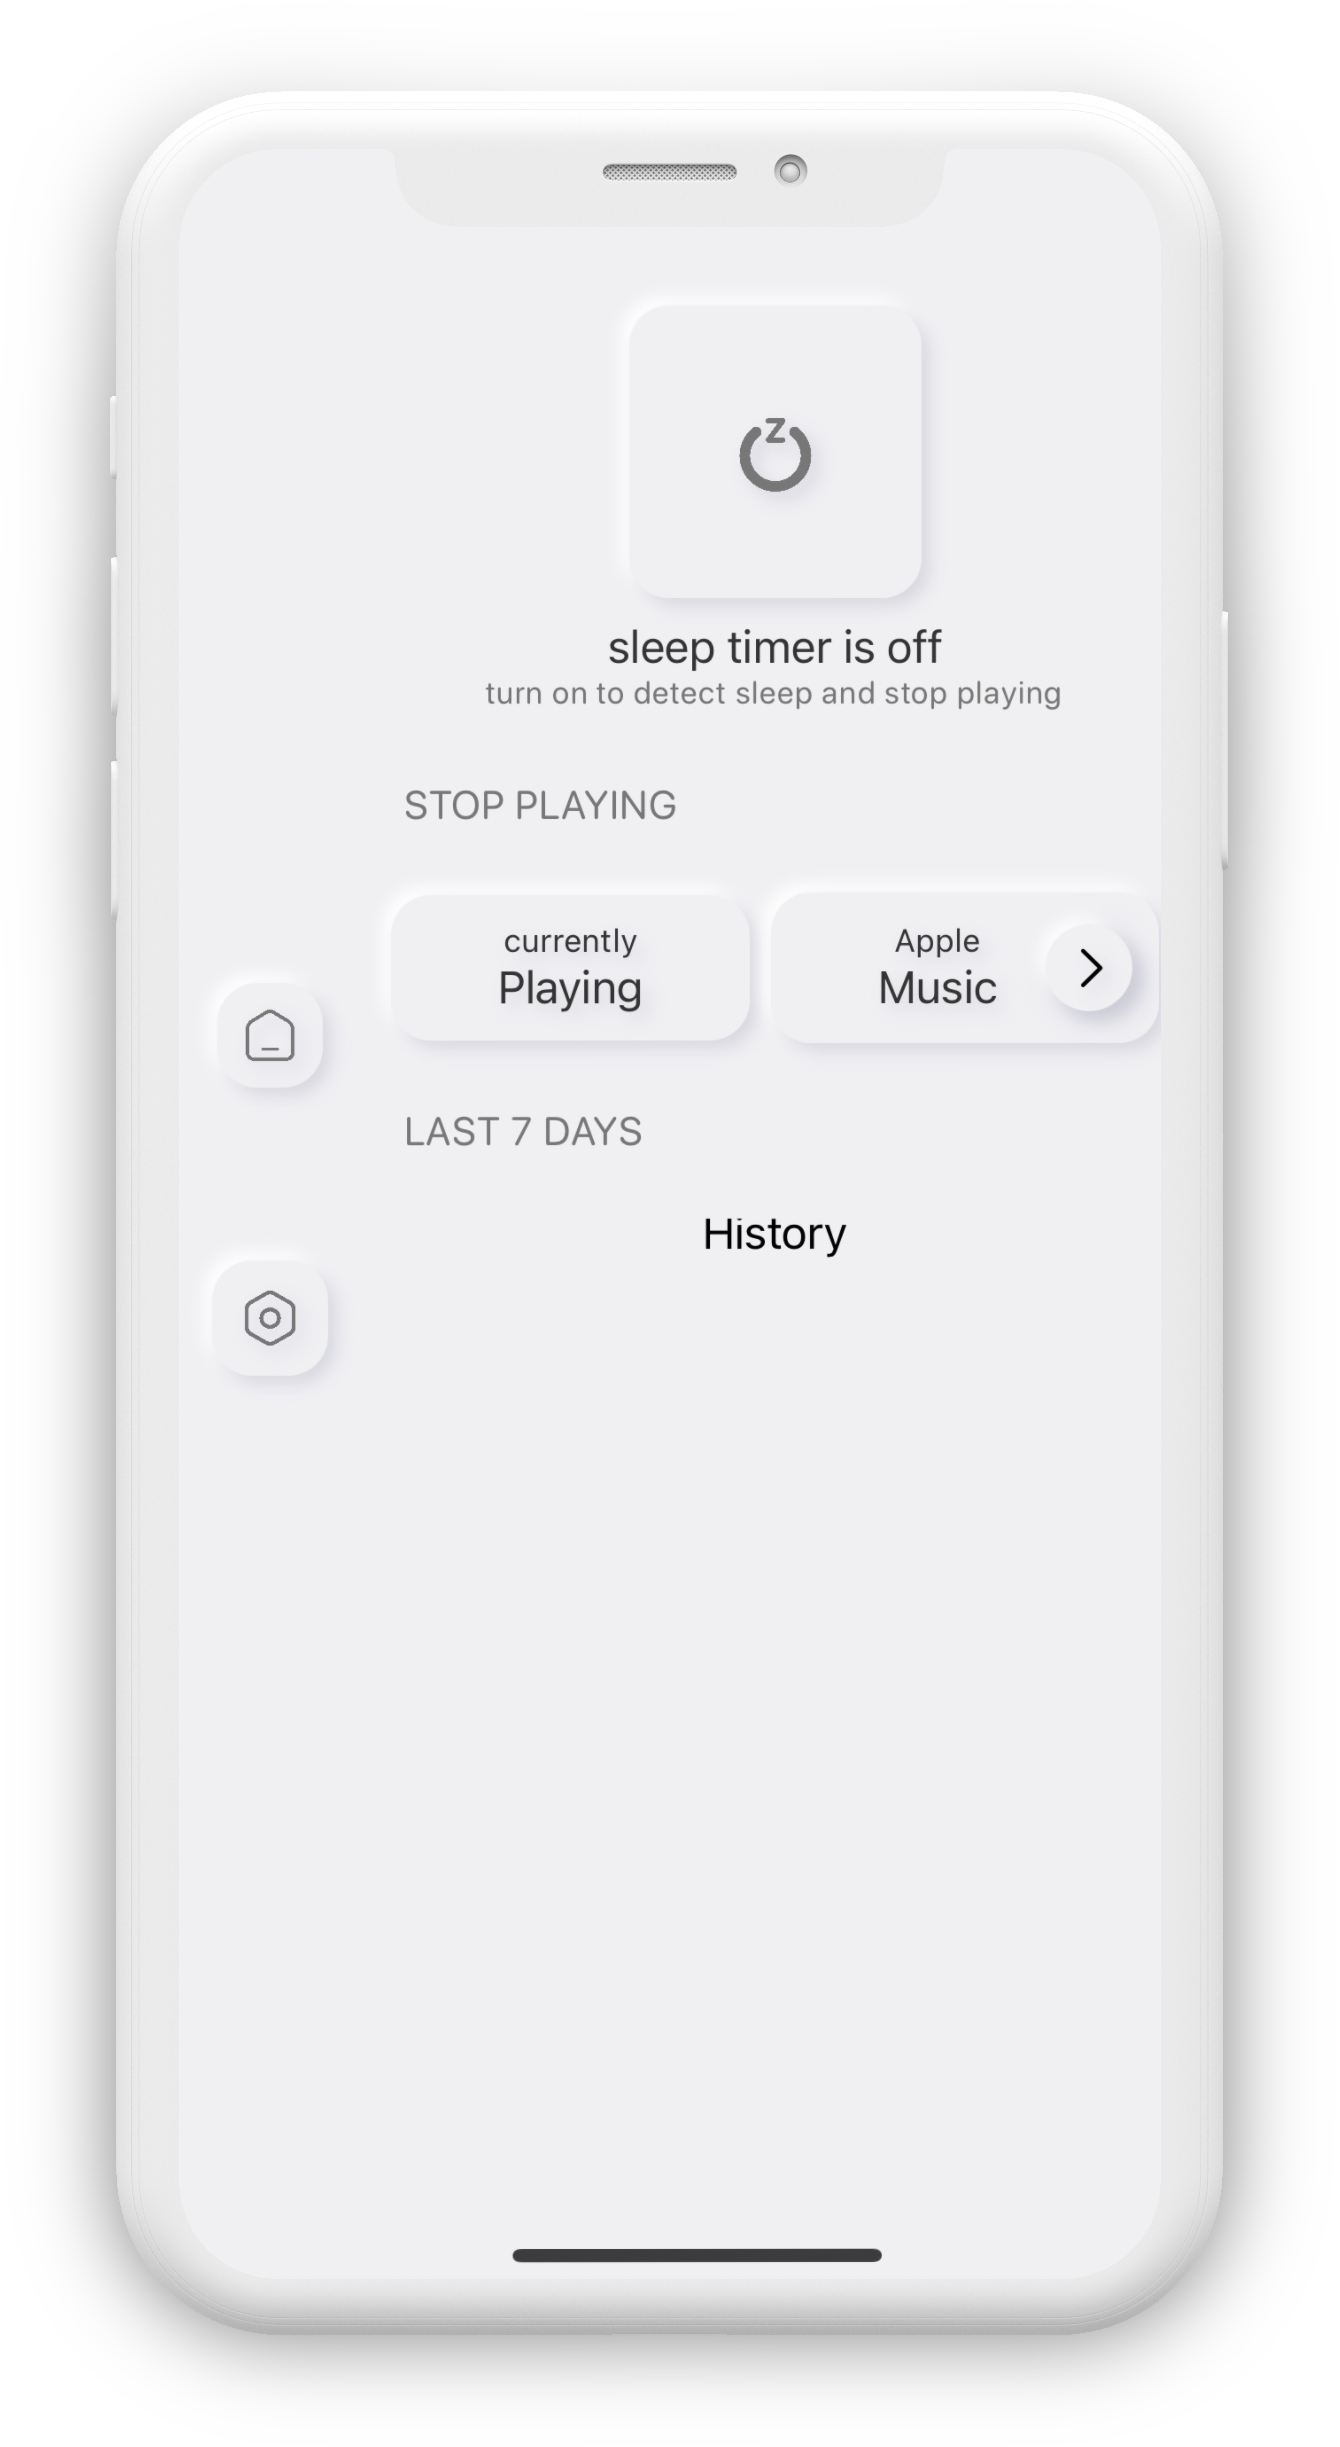 z
sleep timer is off
turn on to detect sleep and stop playing
STOP PLAYING
currently
Playing
Apple
Music
LAST 7 DAYS
History